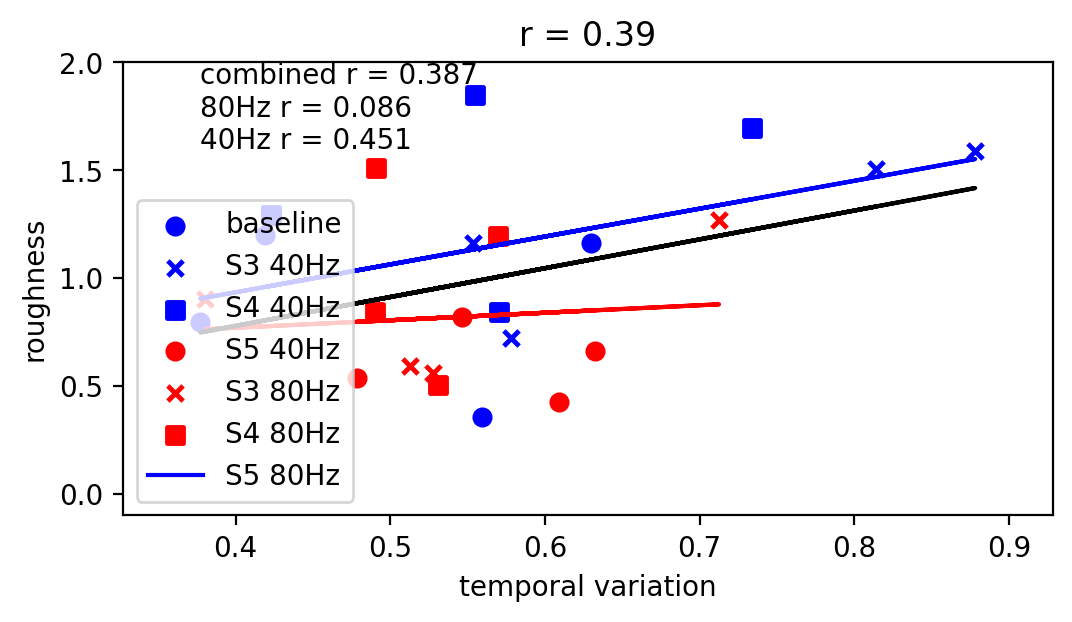 r = 0.39
combined r = 0.387
80Hz r = 0.086
40Hz r = 0.451
baseline
S3 40Hz
S4 40Hz
S5 40Hz
S3 80Hz
S4 80Hz
S5 80Hz
roughness
2.0
1.5
1.0
0.5
0.0
0.4 0.5 0.6 0.7 0.8 0.9
temporal variation